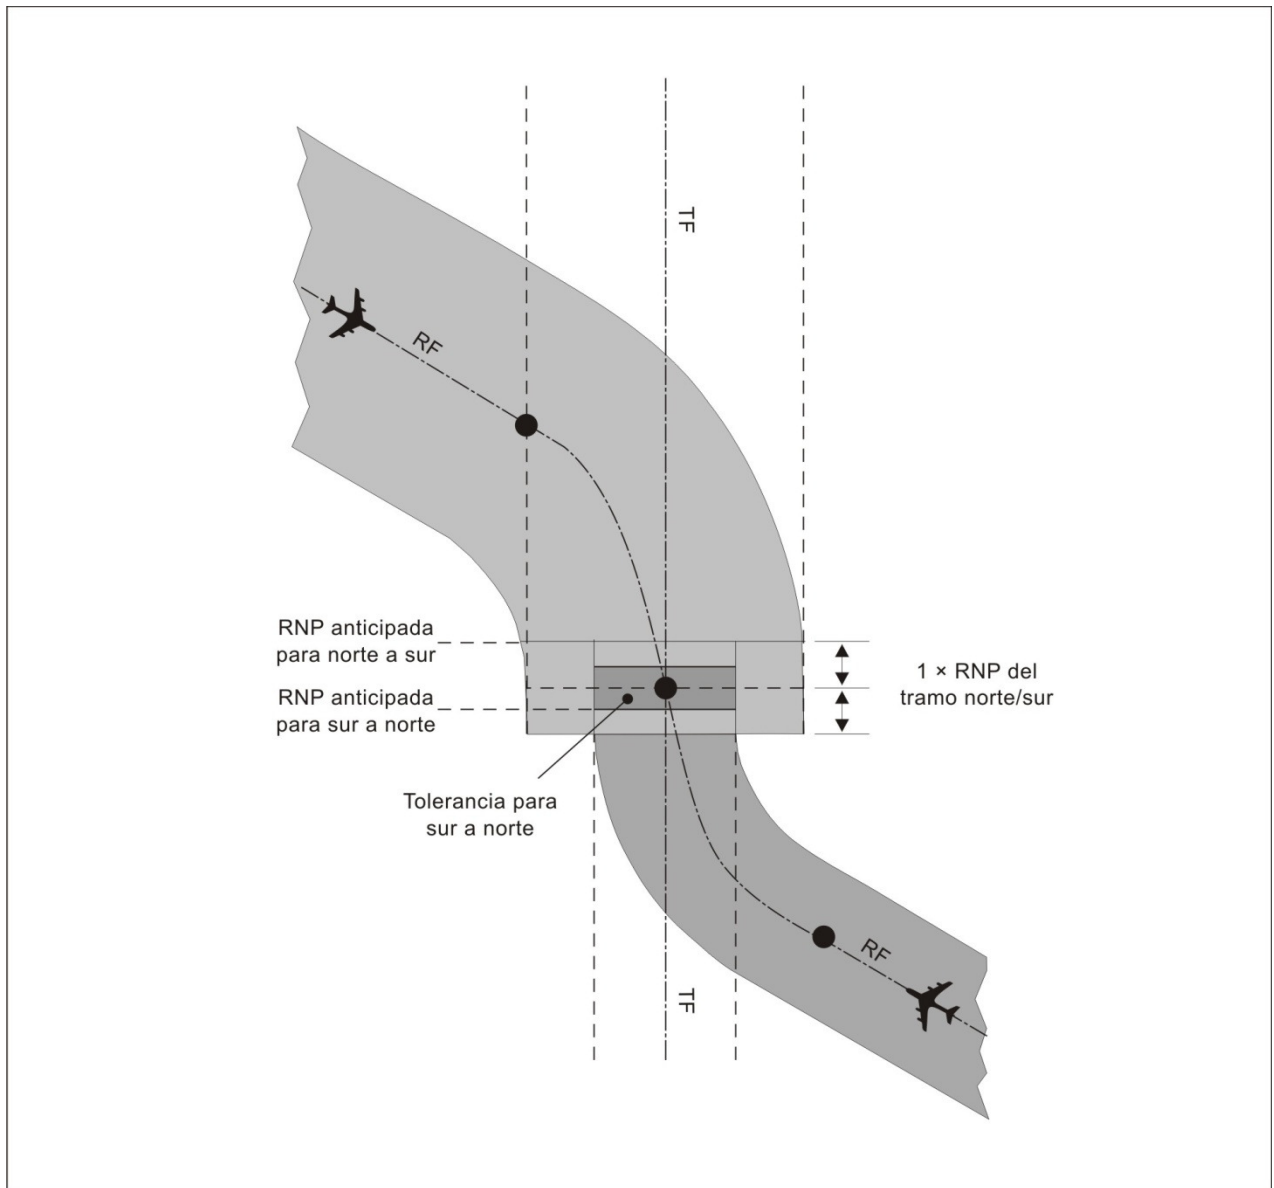 TF
RF
RNP anticipada
para norte a sur
RNP anticipada
para sur a norte
1 × RNP del
tramo norte/sur
Tolerancia para
sur a norte
RF
TF